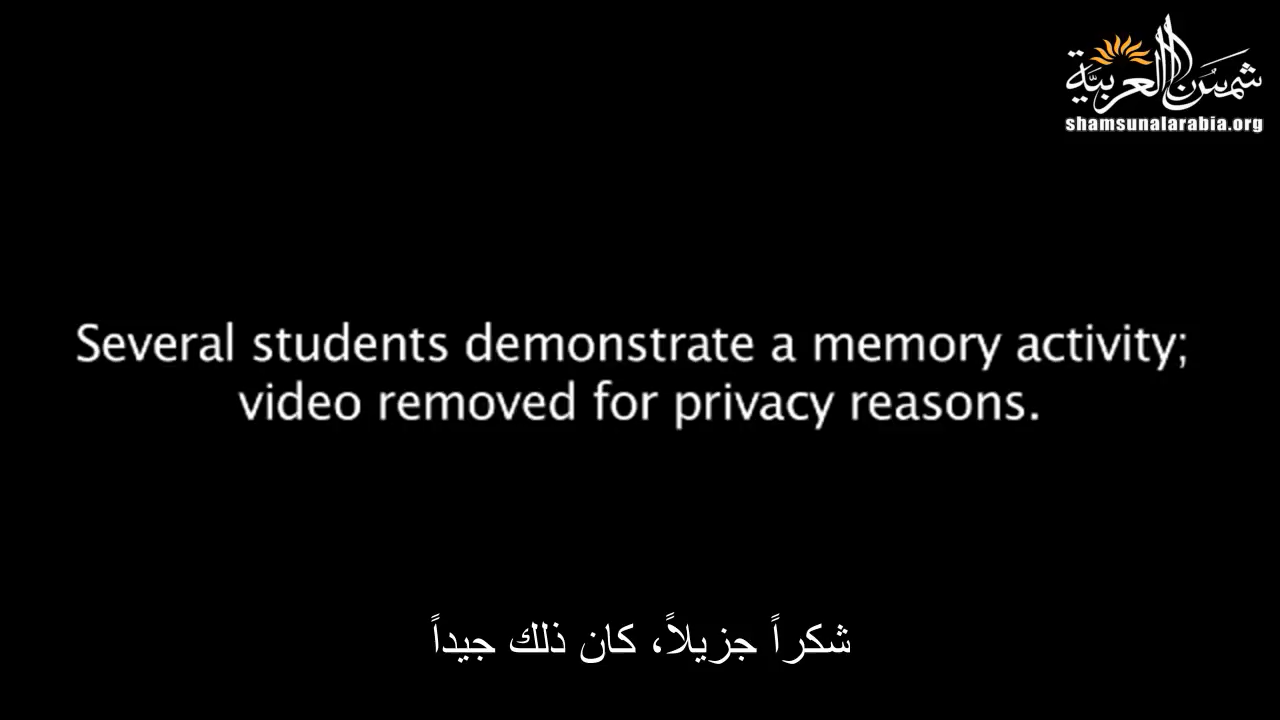 شمسُ العربيّة
shamsunalarabia.org
Several students demonstrate a memory activity;
video removed for privacy reasons.
شكراً جزيلاً، كان ذلك جيداً